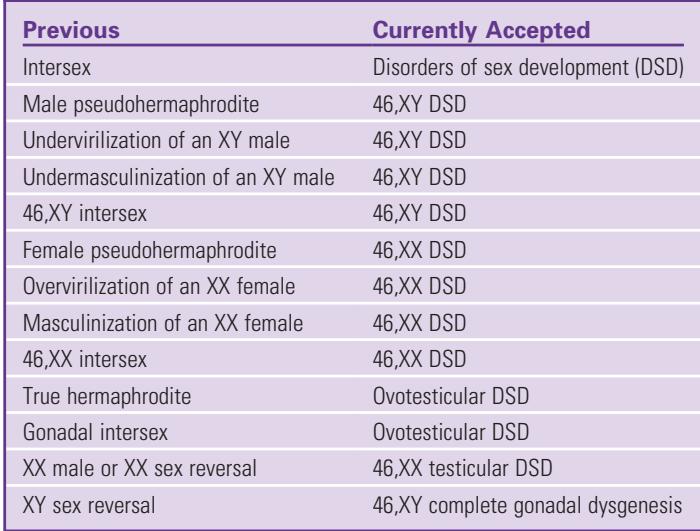 Previous Currently Accepted
Intersex Disorders of sex development (DSD)
Male pseudohermaphrodite 46,XY DSD
Undervirilization of an XY male 46,XY DSD
Undermasculinization of an XY male 46,XY DSD
46,XY intersex 46,XY DSD
Female pseudohermaphrodite 46,XX DSD
Overvirilization of an XX female 46,XX DSD
Masculinization of an XX female 46,XX DSD
46,XX intersex 46,XX DSD
True hermaphrodite Ovotesticular DSD
Gonadal intersex Ovotesticular DSD
XX male or XX sex reversal 46,XX testicular DSD
XY sex reversal 46,XY complete gonadal dysgenesis